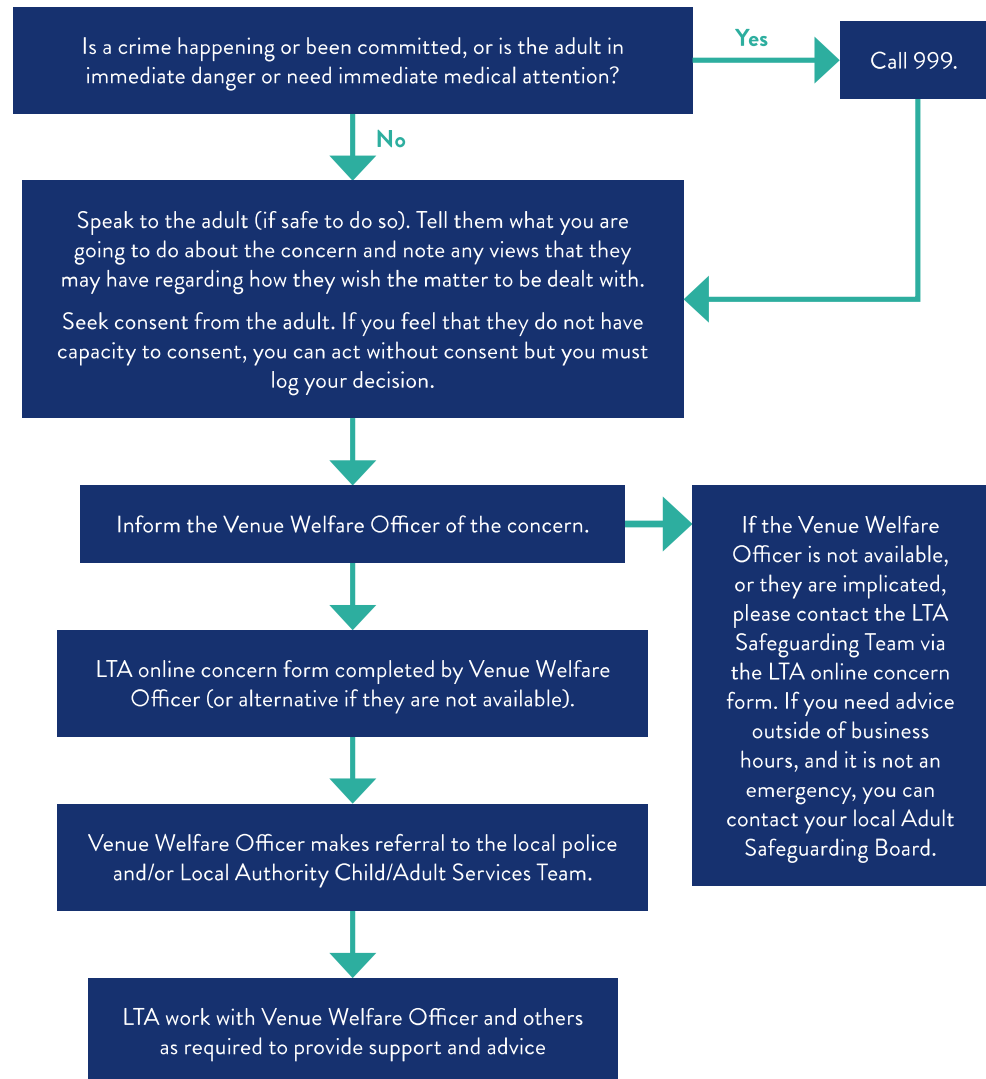 Is a crime happening or been committed, or is the adult in
immediate danger or need immediate medical attention?
Yes
Call 999.
No
Speak to the adult (if safe to do so). Tell them what you are
going to do about the concern and note any views that they
may have regarding how they wish the matter to be dealt with.
Seek consent from the adult. If you feel that they do not have
capacity to consent, you can act without consent but you must
log your decision.
Inform the Venue Welfare Officer of the concern.
If the Venue Welfare
Officer is not available,
or they are implicated,
please contact the LTA
Safeguarding Team via
the LTA online concern
form. If you need advice
outside of business
hours, and it is not an
emergency, you can
contact your local Adult
Safeguarding Board.
LTA online concern form completed by Venue Welfare
Officer (or alternative if they are not available).
Venue Welfare Officer makes referral to the local police
and/or Local Authority Child/Adult Services Team.
LTA work with Venue Welfare Officer and others
as required to provide support and advice